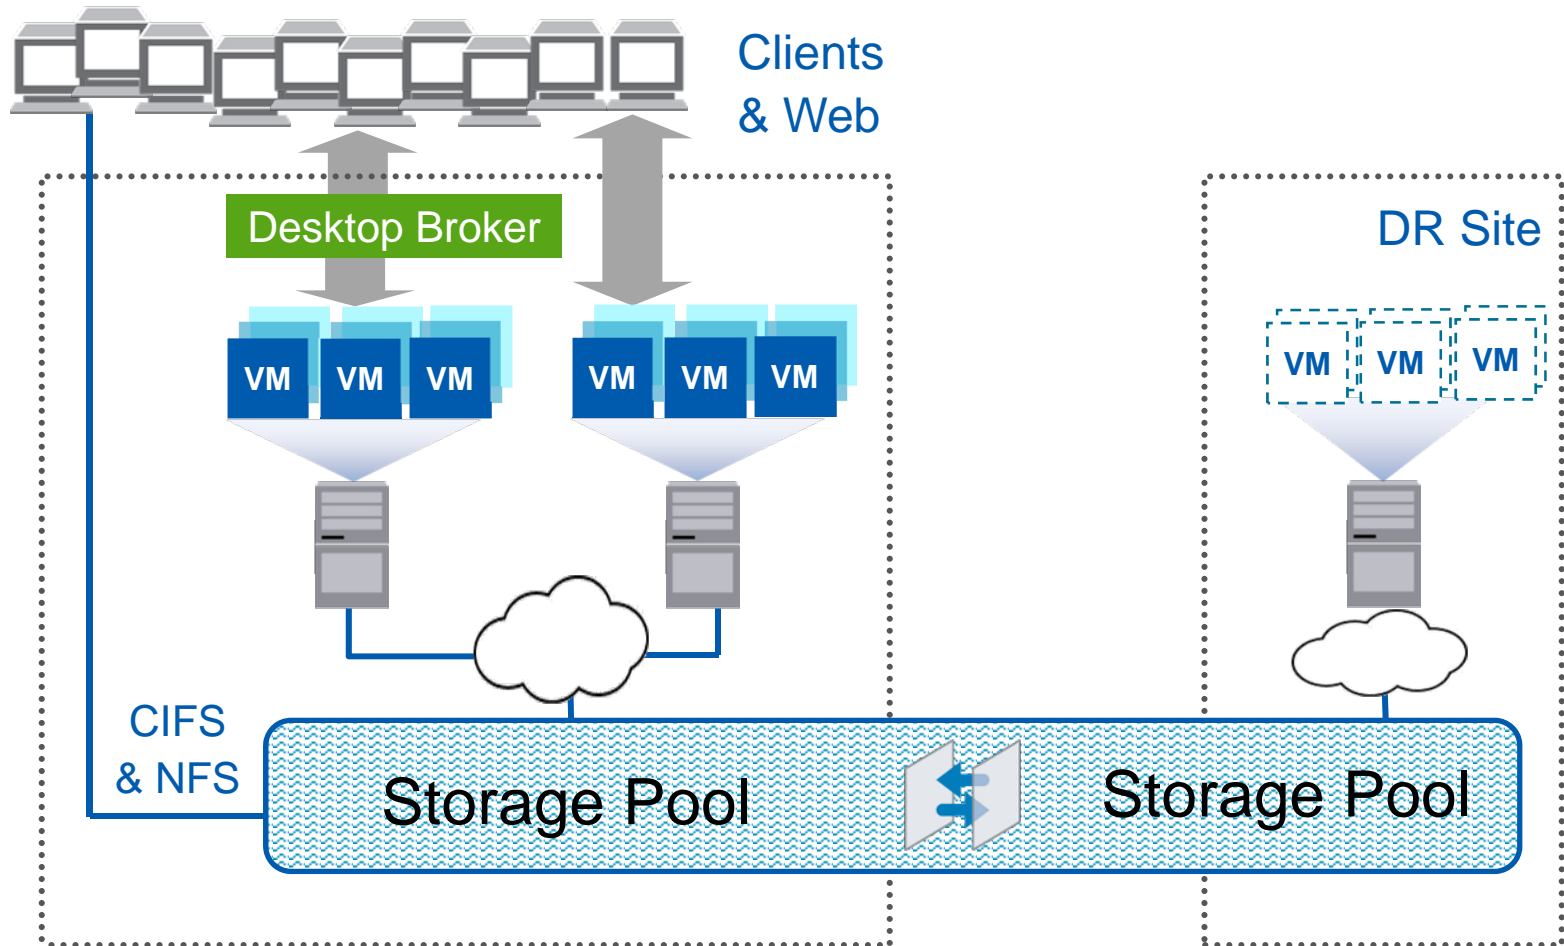 Clients
& Web
Desktop Broker
DR Site
VM VM VM
VM VM VM
VM VM VM
CIFS
& NFS
Storage Pool
Storage Pool